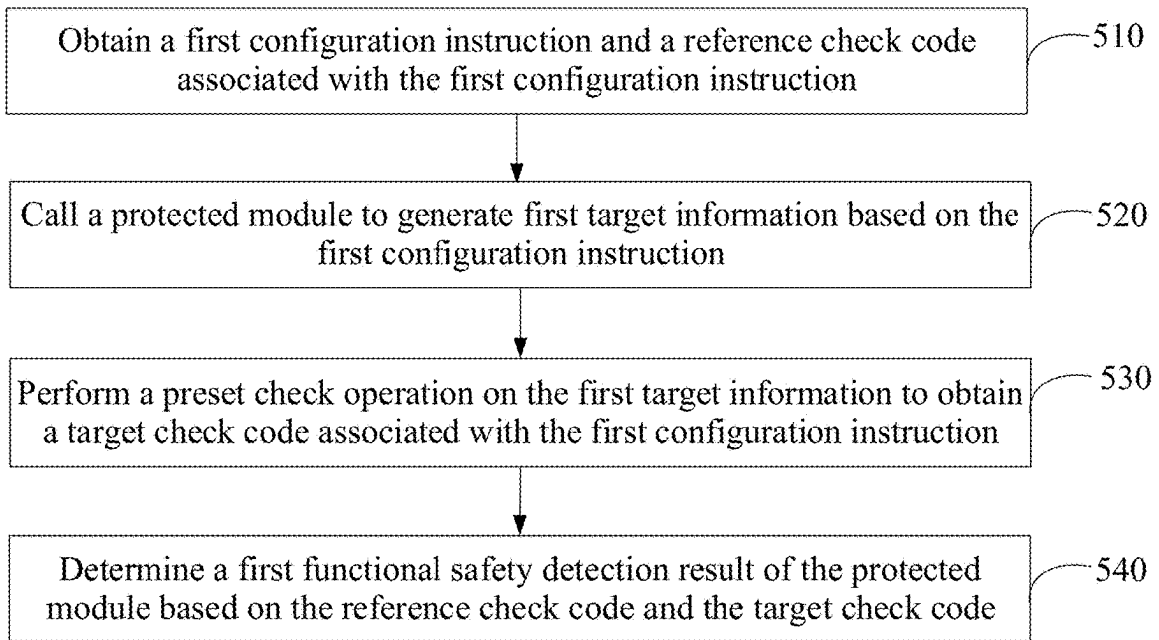 Obtain a first configuration instruction and a reference check code
associated with the first configuration instruction
510
Call a protected module to generate first target information based on the
first configuration instruction
520
Perform a preset check operation on the first target information to obtain
a target check code associated with the first configuration instruction
530
Determine a first functional safety detection result of the protected
module based on the reference check code and the target check code
540